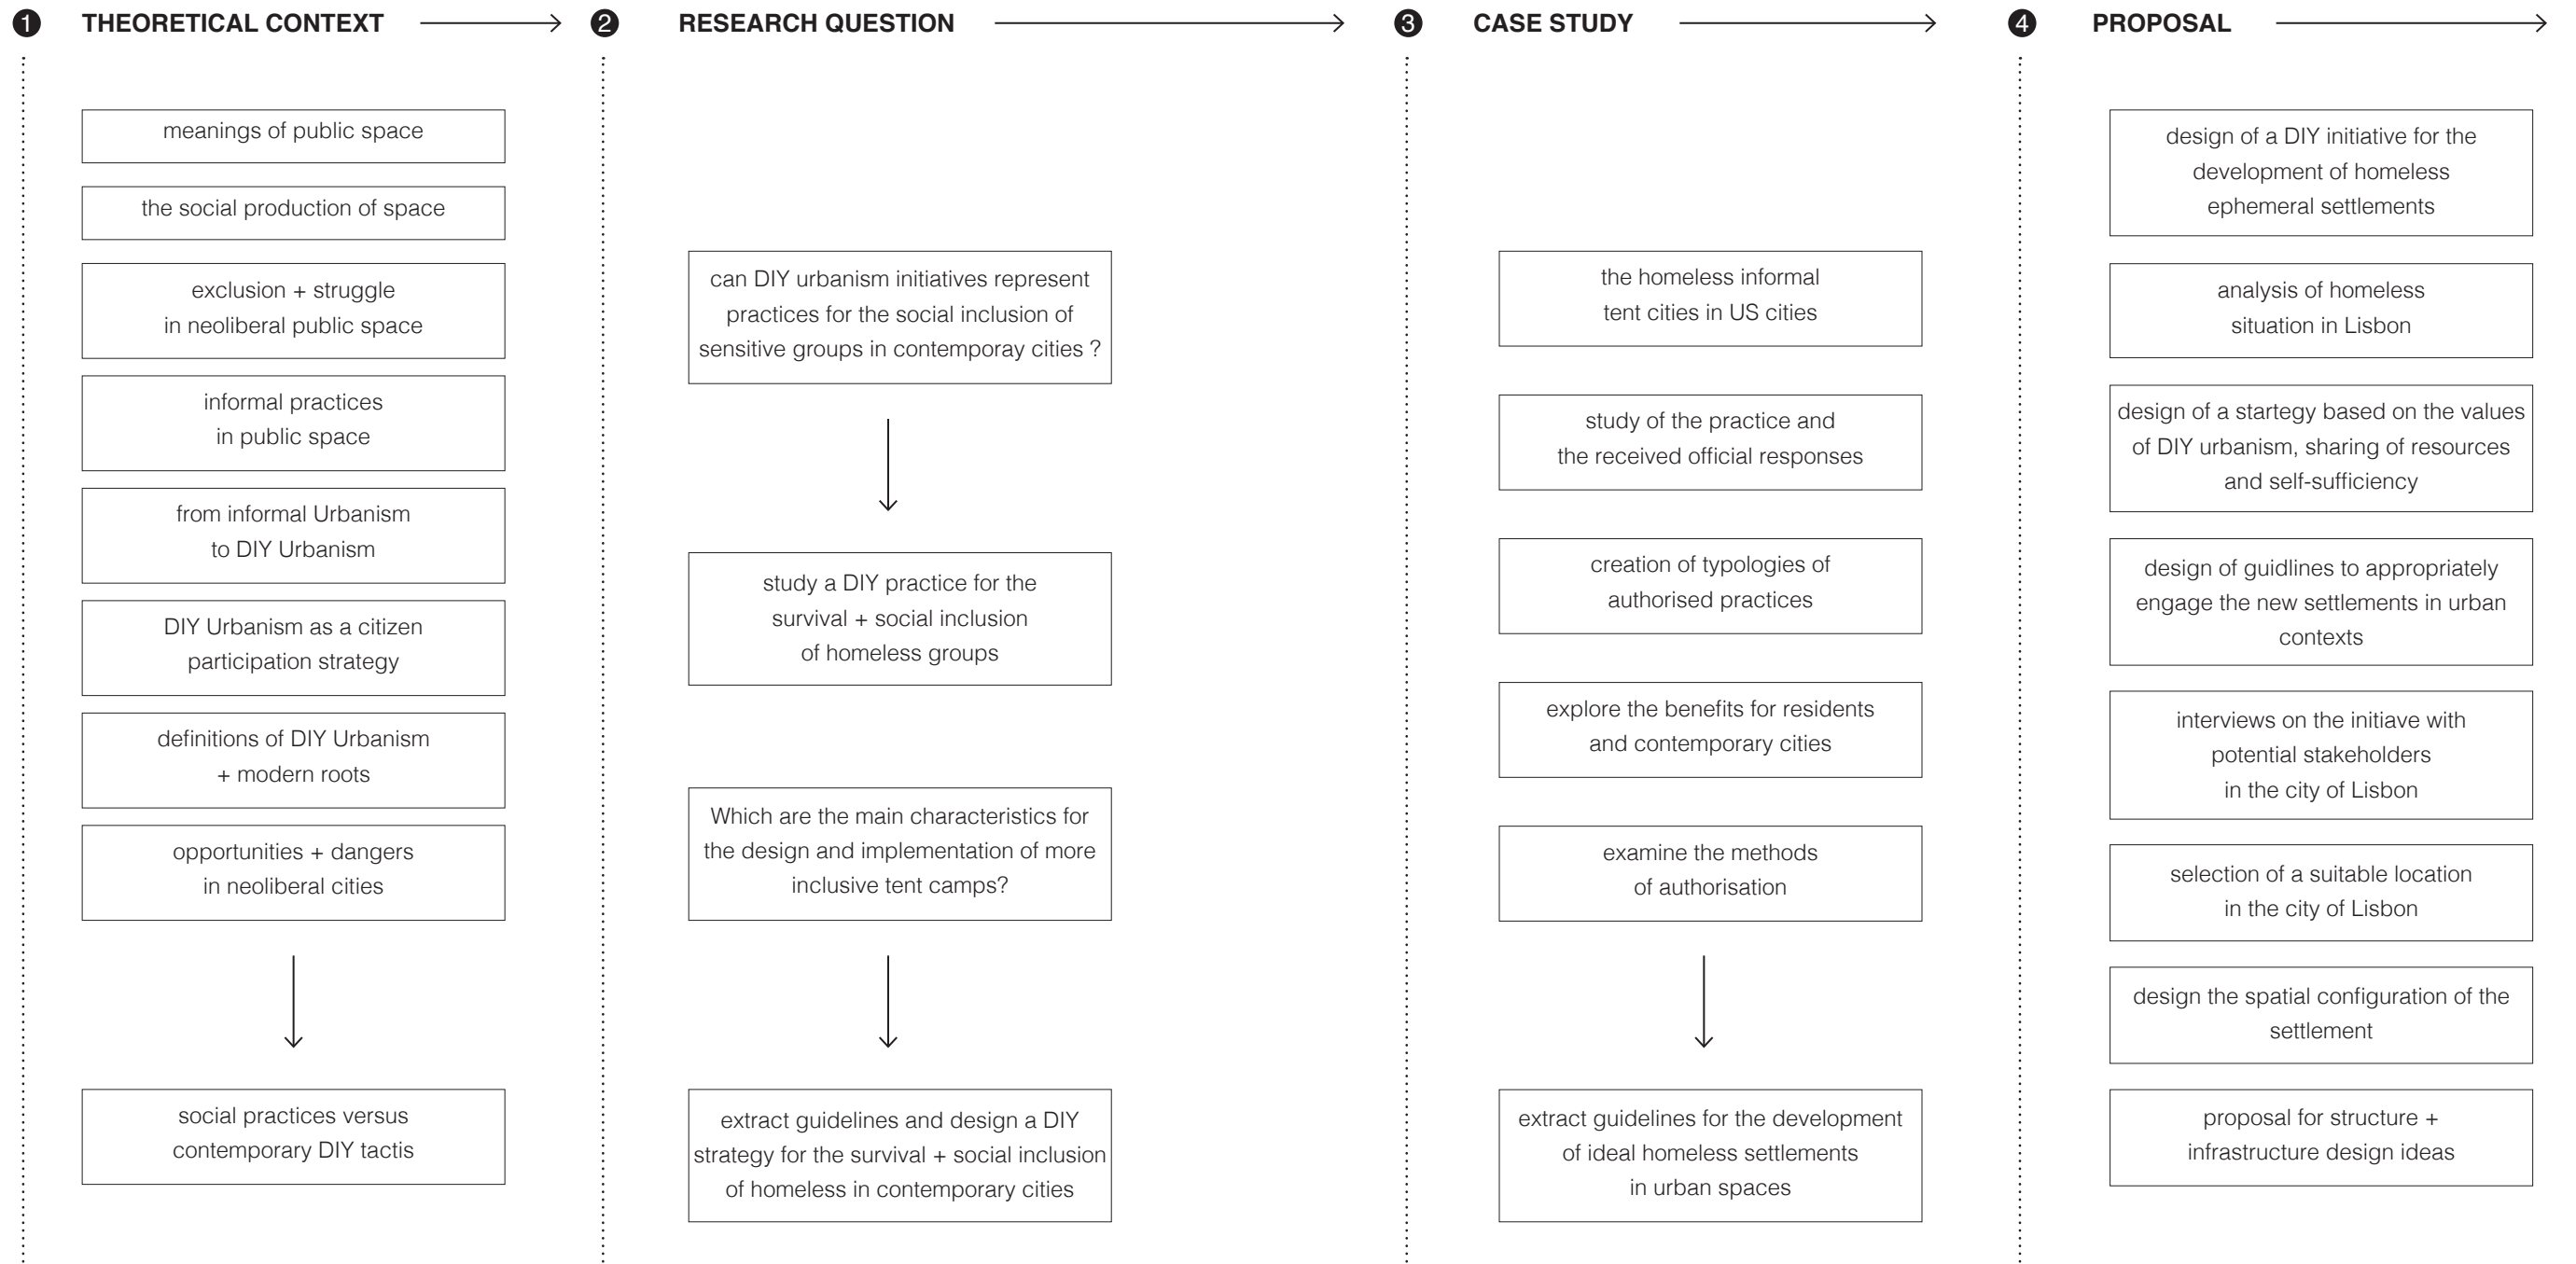 1 THEORETICAL CONTEXT
meanings of public space
the social production of space
exclusion + struggle
in neoliberal public space
informal practices
in public space
from informal Urbanism
to DIY Urbanism
DIY Urbanism as a citizen
participation strategy
definitions of DIY Urbanism
+ modern roots
opportunities + dangers
in neoliberal cities
social practices versus
contemporary DIY tactis
2 RESEARCH QUESTION
can DIY urbanism initiatives represent
practices for the social inclusion of
sensitive groups in contemporay cities ?
study a DIY practice for the
survival + social inclusion
of homeless groups
Which are the main characteristics for
the design and implementation of more
inclusive tent camps?
extract guidelines and design a DIY
strategy for the survival + social inclusion
of homeless in contemporary cities
3 CASE STUDY
the homeless informal
tent cities in US cities
study of the practice and
the received official responses
creation of typologies of
authorised practices
explore the benefits for residents
and contemporary cities
examine the methods
of authorisation
extract guidelines for the development
of ideal homeless settlements
in urban spaces
4 PROPOSAL
design of a DIY initiative for the
development of homeless
ephemeral settlements
analysis of homeless
situation in Lisbon
design of a startegy based on the values
of DIY urbanism, sharing of resources
and self-sufficiency
design of guidlines to appropriately
engage the new settlements in urban
contexts
interviews on the initiave with
potential stakeholders
in the city of Lisbon
selection of a suitable location
in the city of Lisbon
design the spatial configuration of the
settlement
proposal for structure +
infrastructure design ideas